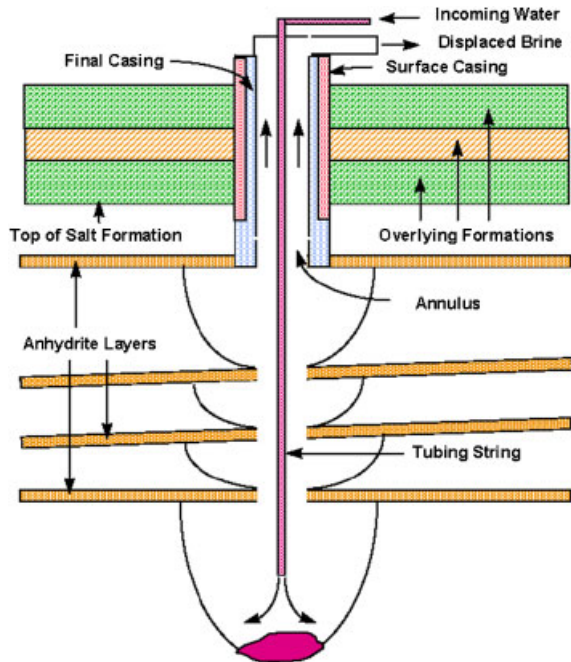 Incoming Water
Displaced Brine
Final Casing
Surface Casing
Top of Salt Formation
Overlying Formations
Annulus
Anhydrite Layers
Tubing String